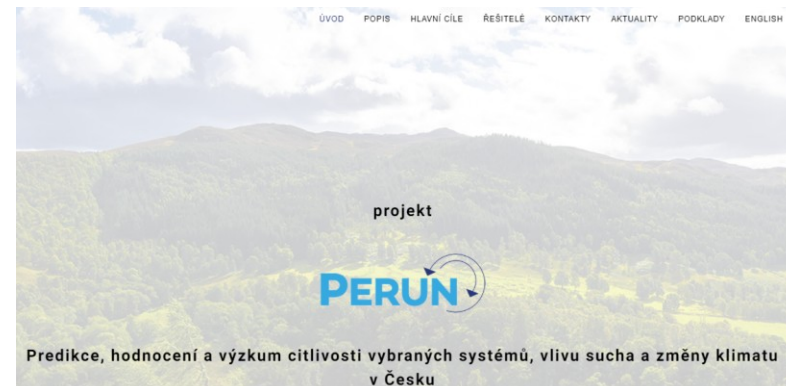 ÚVOD POPIS HLAVNÍ CÍLE ŘEŠITELÉ KONTAKTY AKTUALITY PODKLADY ENGLISH
projekt
PERUN
Predikce, hodnocení a výzkum citlivosti vybraných systémů, vlivu sucha a změny klimatu
v Česku